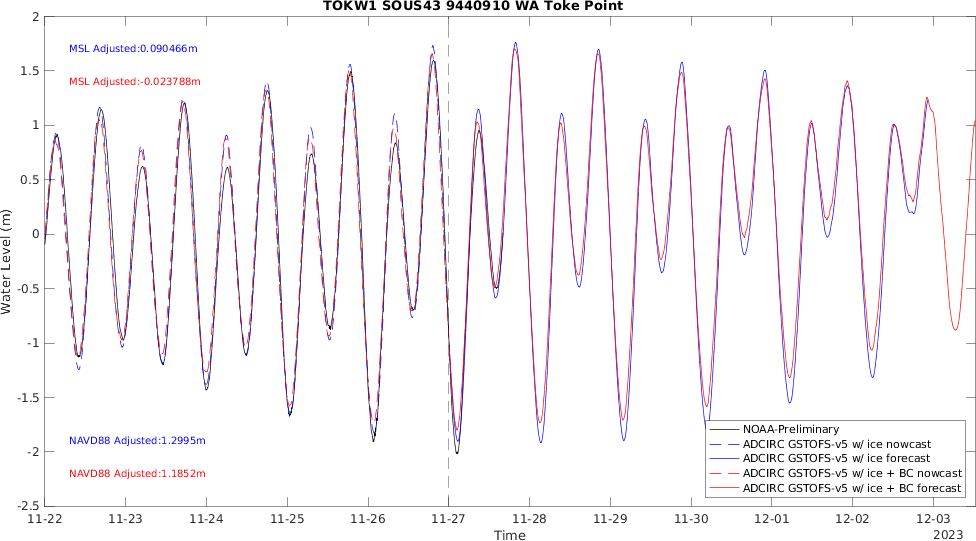 TOKW1 SOUS43 9440910 WA Toke Point
MSL Adjusted:0.090466m
MSL Adjusted:-0.023788m
NAVD88 Adjusted:1.2995m
NAVD88 Adjusted:1.1852m
Water Level (m)
2
1.5
1
0.5
0
-0.5
-1
-1.5
-2
-2.5
NOAA-Preliminary
ADCIRC GSTOFS-v5 w/ ice nowcast
ADCIRC GSTOFS-v5 w/ ice forecast
ADCIRC GSTOFS-v5 w/ ice + BC nowcast
ADCIRC GSTOFS-v5 w/ ice + BC forecast
11-22 11-23 11-24 11-25 11-26 11-27 11-28 11-29 11-30 12-01 12-02 12-03
Time
2023